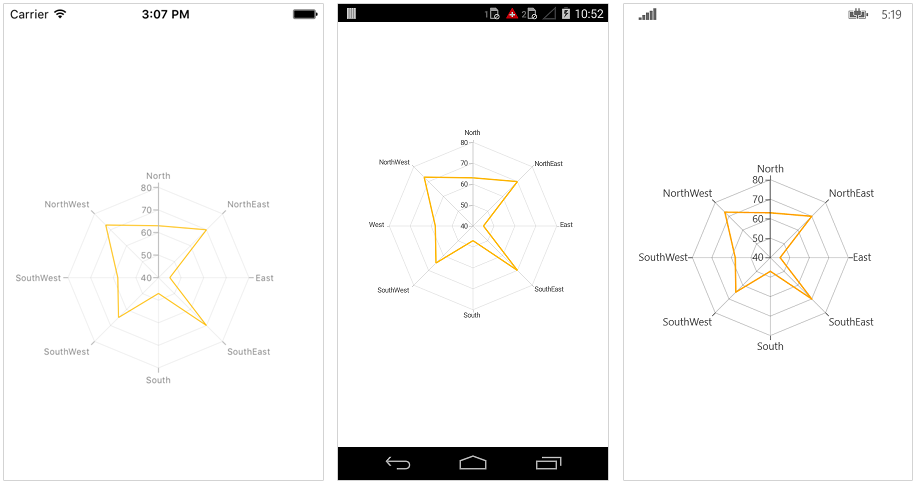 Carrier 3:07 PM
North
80
NorthWest NorthEast
70
60
50
SouthWest 40 East
SouthWest SouthEast
South
1 2 10:52
North
80
NorthWest NorthEast
70
60
50
West 40 East
SouthWest SouthEast
South
5:19
North
80
NorthWest NorthEast
70
60
50
SouthWest 40 East
SouthWest SouthEast
South